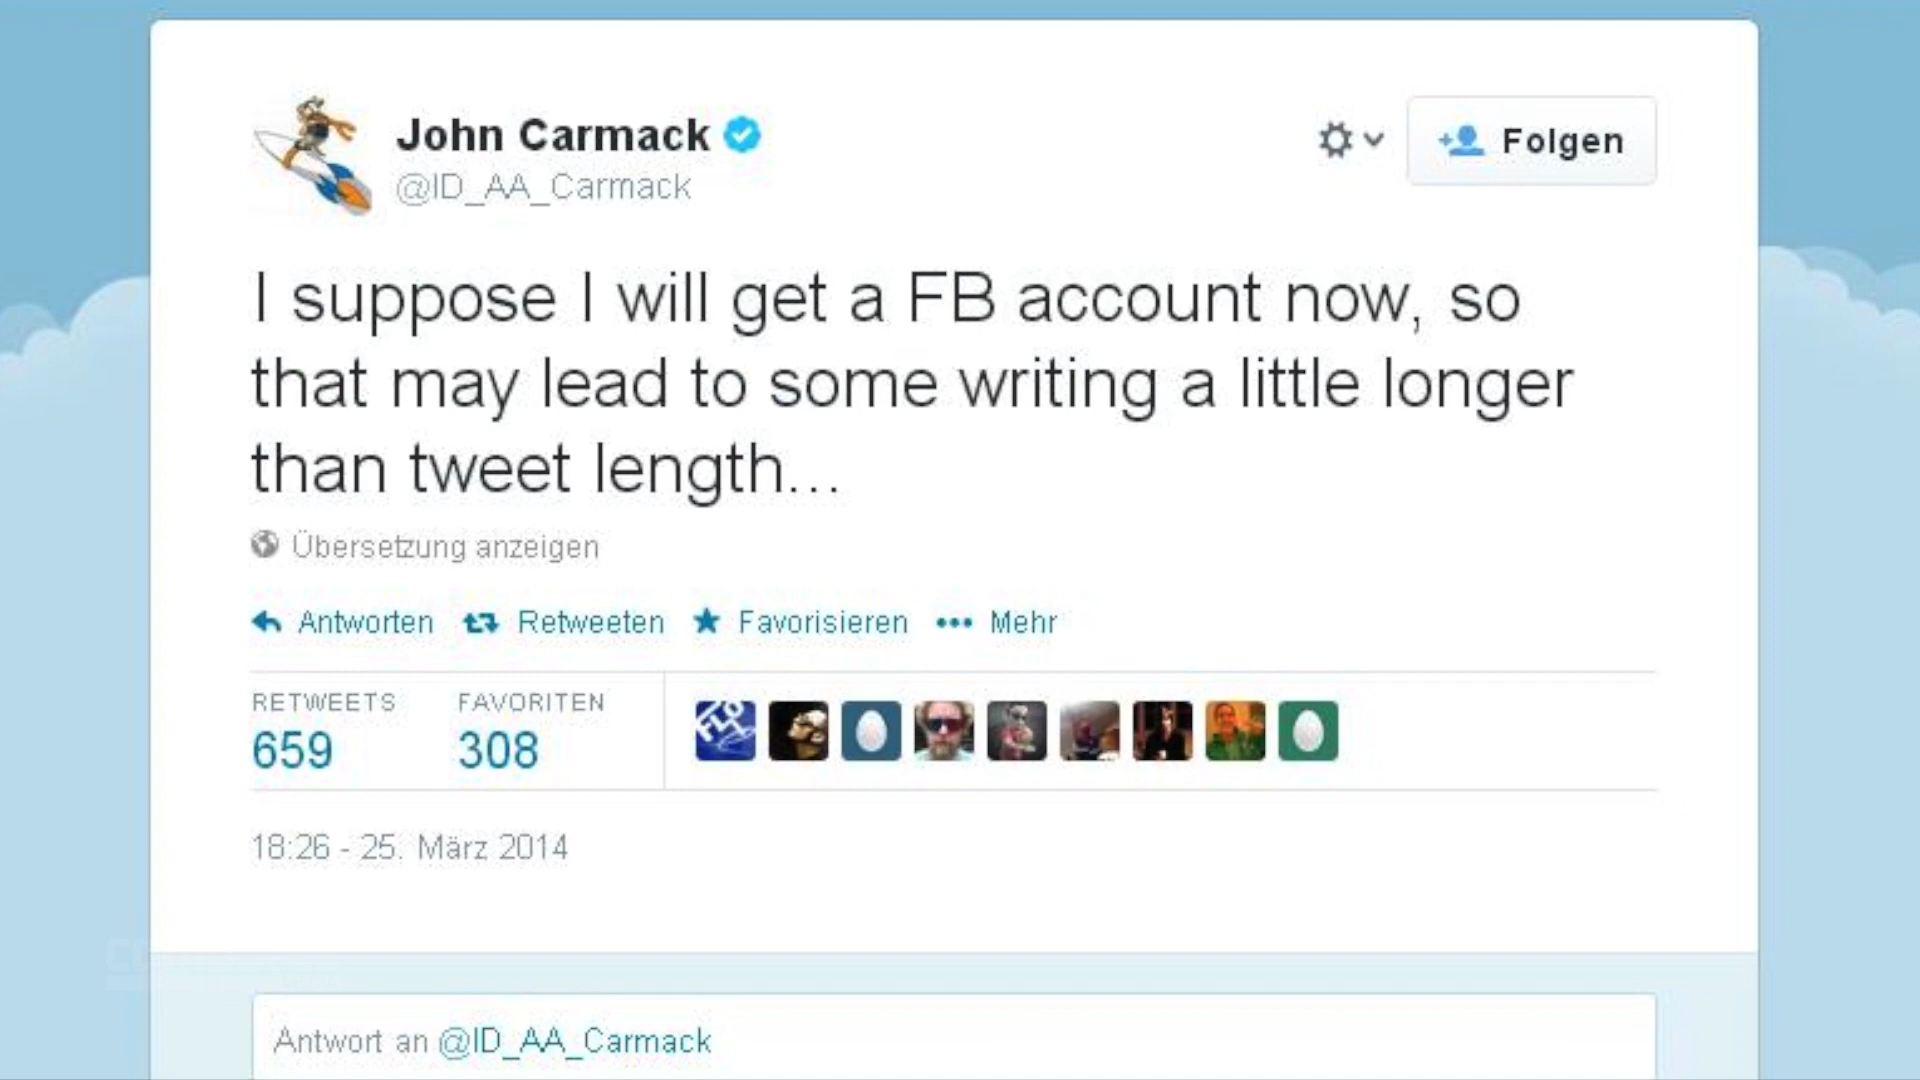 John Carmack
@ID_AA_Carmack
Folgen
I suppose I will get a FB account now, so
that may lead to some writing a little longer
than tweet length...
Übersetzung anzeigen
Antworten Retweeten Favorisieren Mehr
RETWEETS FAVORITEN
659 308
18:26 - 25. März 2014
Antwort an @ID_AA_Carmack